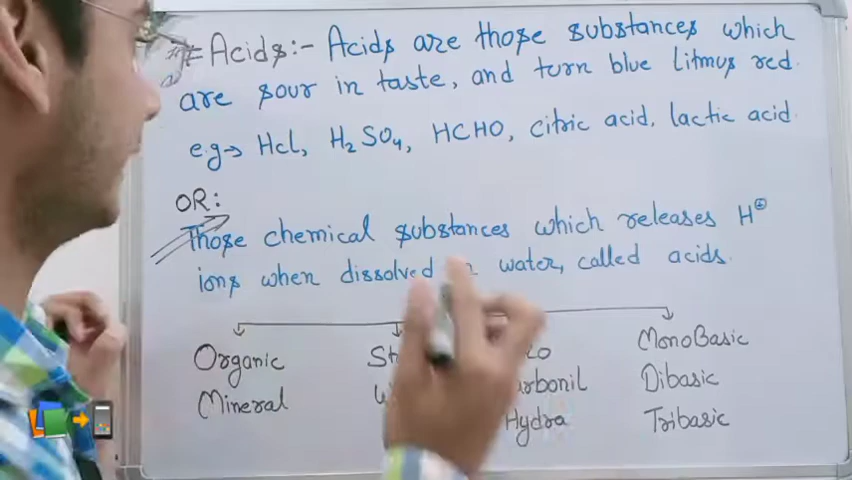 Acids:- Acids are those substances which
are sour in taste, and turn blue litmus red.
e.g→ Hcl, H₂SO₄, HCHO, citric acid, lactic acid.
OR:
Those chemical substances which releases H⊕
ions when dissolved water, called acids.
Organic MonoBasic
Mineral Dibasic
Hydra Tribasic